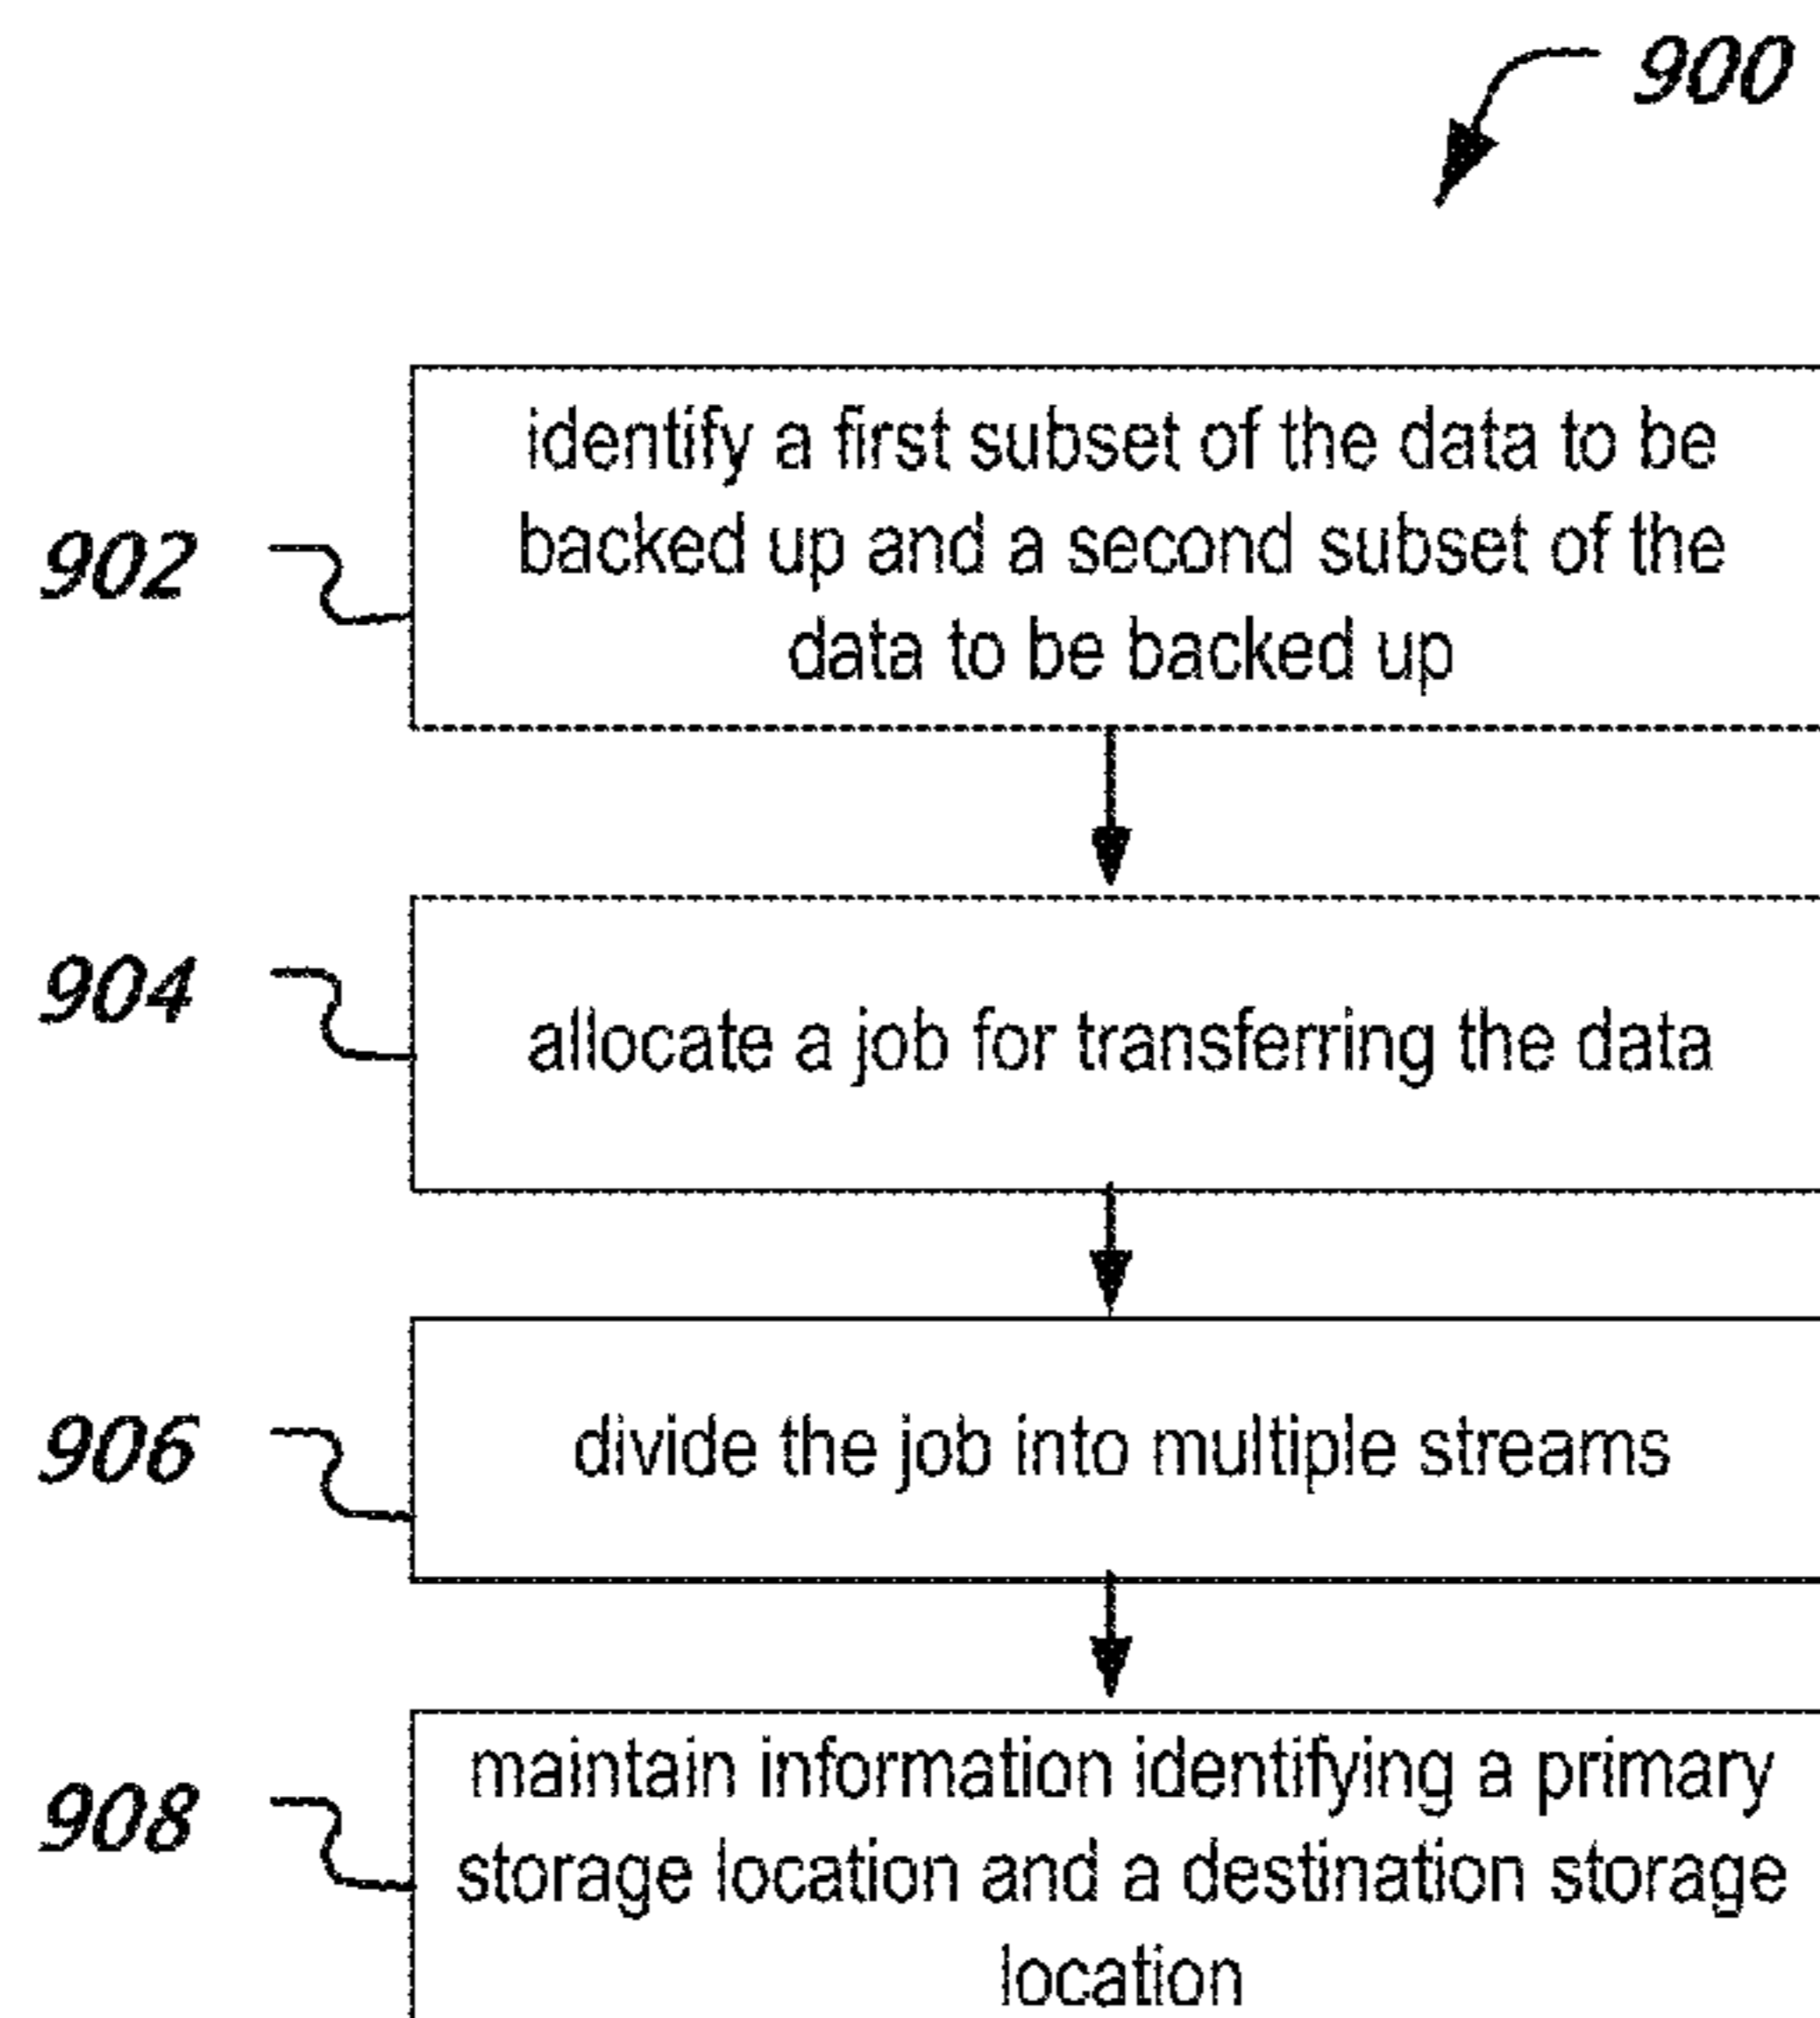 900
902
identify a first subset of the data to be
backed up and a second subset of the
data to be backed up
904
allocate a job for transferring the data
906
divide the job into multiple streams
908
maintain information identifying a primary
storage location and a destination storage
location